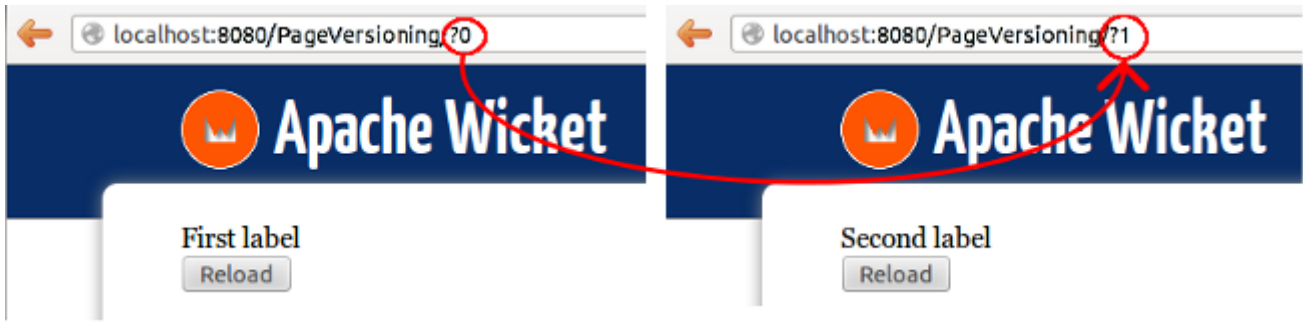 localhost:8080/PageVersioning/?0
Apache Wicket
First label
Reload
localhost:8080/PageVersioning/?1
Apache Wicket
Second label
Reload